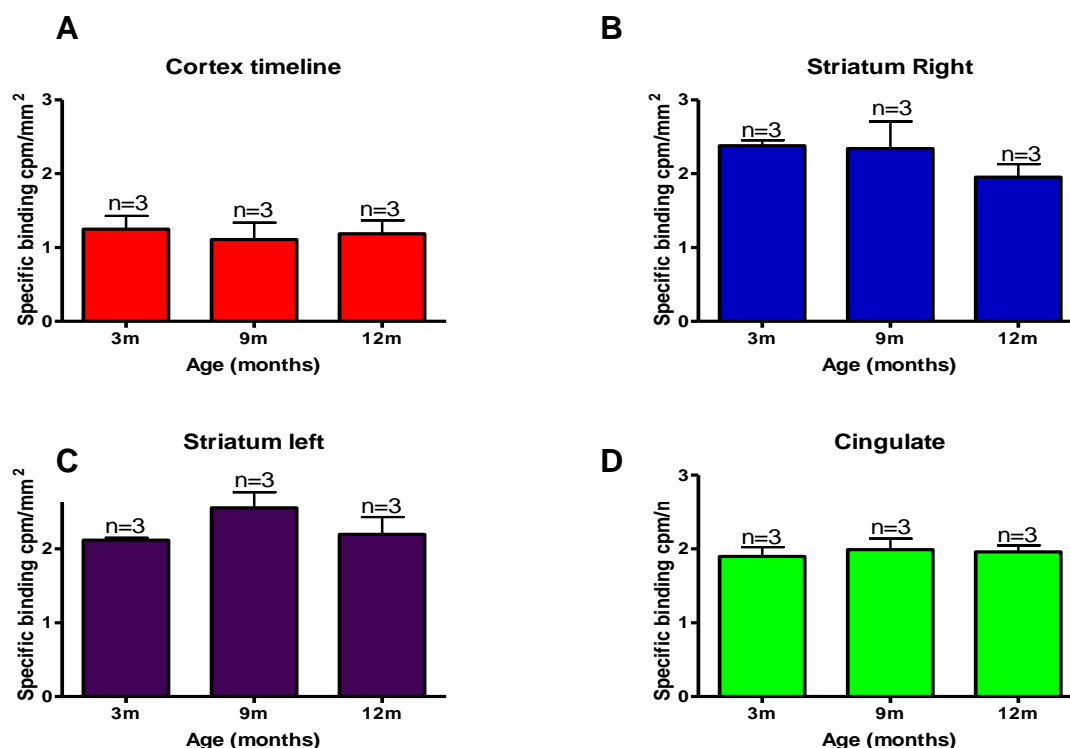 A
Cortex timeline
Specific binding cpm/mm²
3
2
1
0
n=3
n=3
n=3
3m
9m
12m
Age (months)
B
Striatum Right
Specific binding cpm/mm²
3
2
1
0
n=3
n=3
n=3
3m
9m
12m
Age (months)
C
Striatum left
Specific binding cpm/mm²
2
1
0
n=3
n=3
n=3
3m
9m
12m
Age (months)
D
Cingulate
Specific binding cpm/n
3
2
1
0
n=3
n=3
n=3
3m
9m
12m
Age (months)